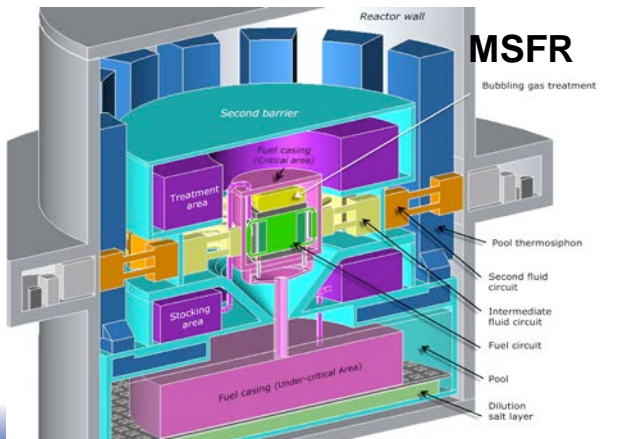 Reactor wall
MSFR
Bubbling gas treatment
Second barrier
Fuel casing
(Critical area)
Treatment
area
Pool thermosiphon
Second fluid
circuit
Intermediate
fluid circuit
Stocking
area
Fuel circuit
Pool
Fuel casing (Under-critical Area)
Dilution
salt layer